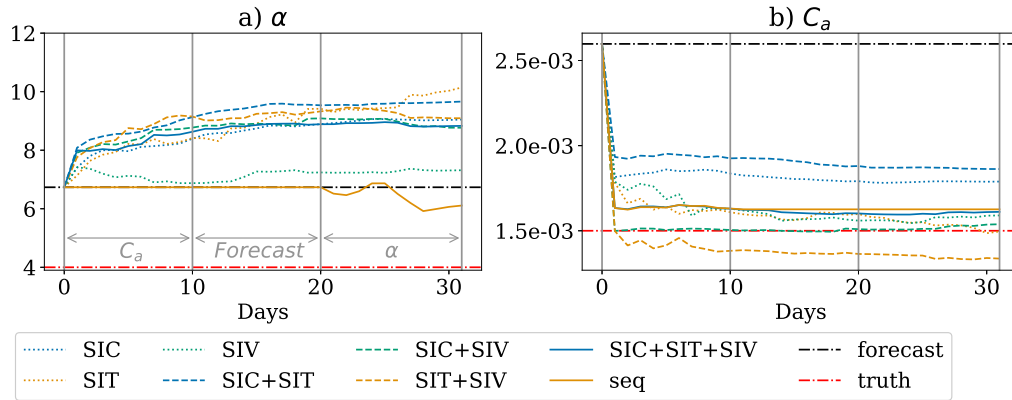 a) α
b) Cₐ
12
10
8
6
4
Cₐ
Forecast
α
0
10
20
30
Days
2.5e-03
2.0e-03
1.5e-03
0
10
20
30
Days
SIC
SIV
SIC+SIV
SIC+SIT+SIV
forecast
SIT
SIC+SIT
SIT+SIV
seq
truth